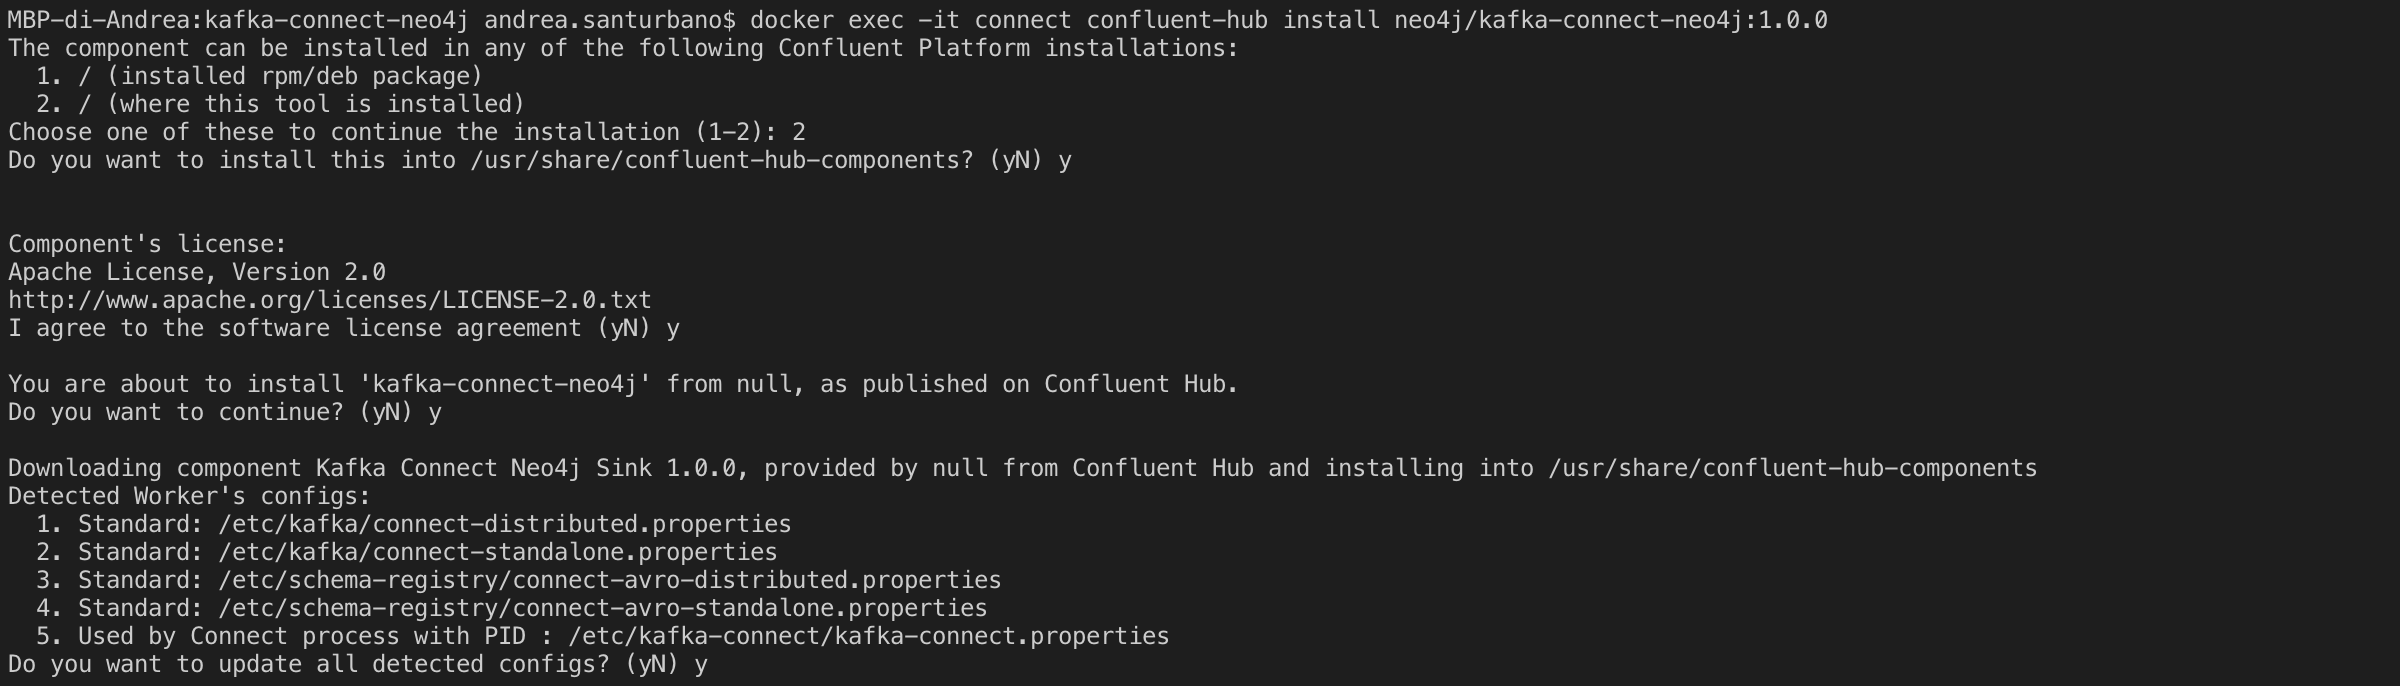 MBP-di-Andrea:kafka-connect-neo4j andrea.santurbano$ docker exec -it connect confluent-hub install neo4j/kafka-connect-neo4j:1.0.0
The component can be installed in any of the following Confluent Platform installations:
  1. / (installed rpm/deb package)
  2. / (where this tool is installed)
Choose one of these to continue the installation (1-2): 2
Do you want to install this into /usr/share/confluent-hub-components? (yN) y

Component's license:
Apache License, Version 2.0
http://www.apache.org/licenses/LICENSE-2.0.txt
I agree to the software license agreement (yN) y

You are about to install 'kafka-connect-neo4j' from null, as published on Confluent Hub.
Do you want to continue? (yN) y

Downloading component Kafka Connect Neo4j Sink 1.0.0, provided by null from Confluent Hub and installing into /usr/share/confluent-hub-components
Detected Worker's configs:
  1. Standard: /etc/kafka/connect-distributed.properties
  2. Standard: /etc/kafka/connect-standalone.properties
  3. Standard: /etc/schema-registry/connect-avro-distributed.properties
  4. Standard: /etc/schema-registry/connect-avro-standalone.properties
  5. Used by Connect process with PID : /etc/kafka-connect/kafka-connect.properties
Do you want to update all detected configs? (yN) y